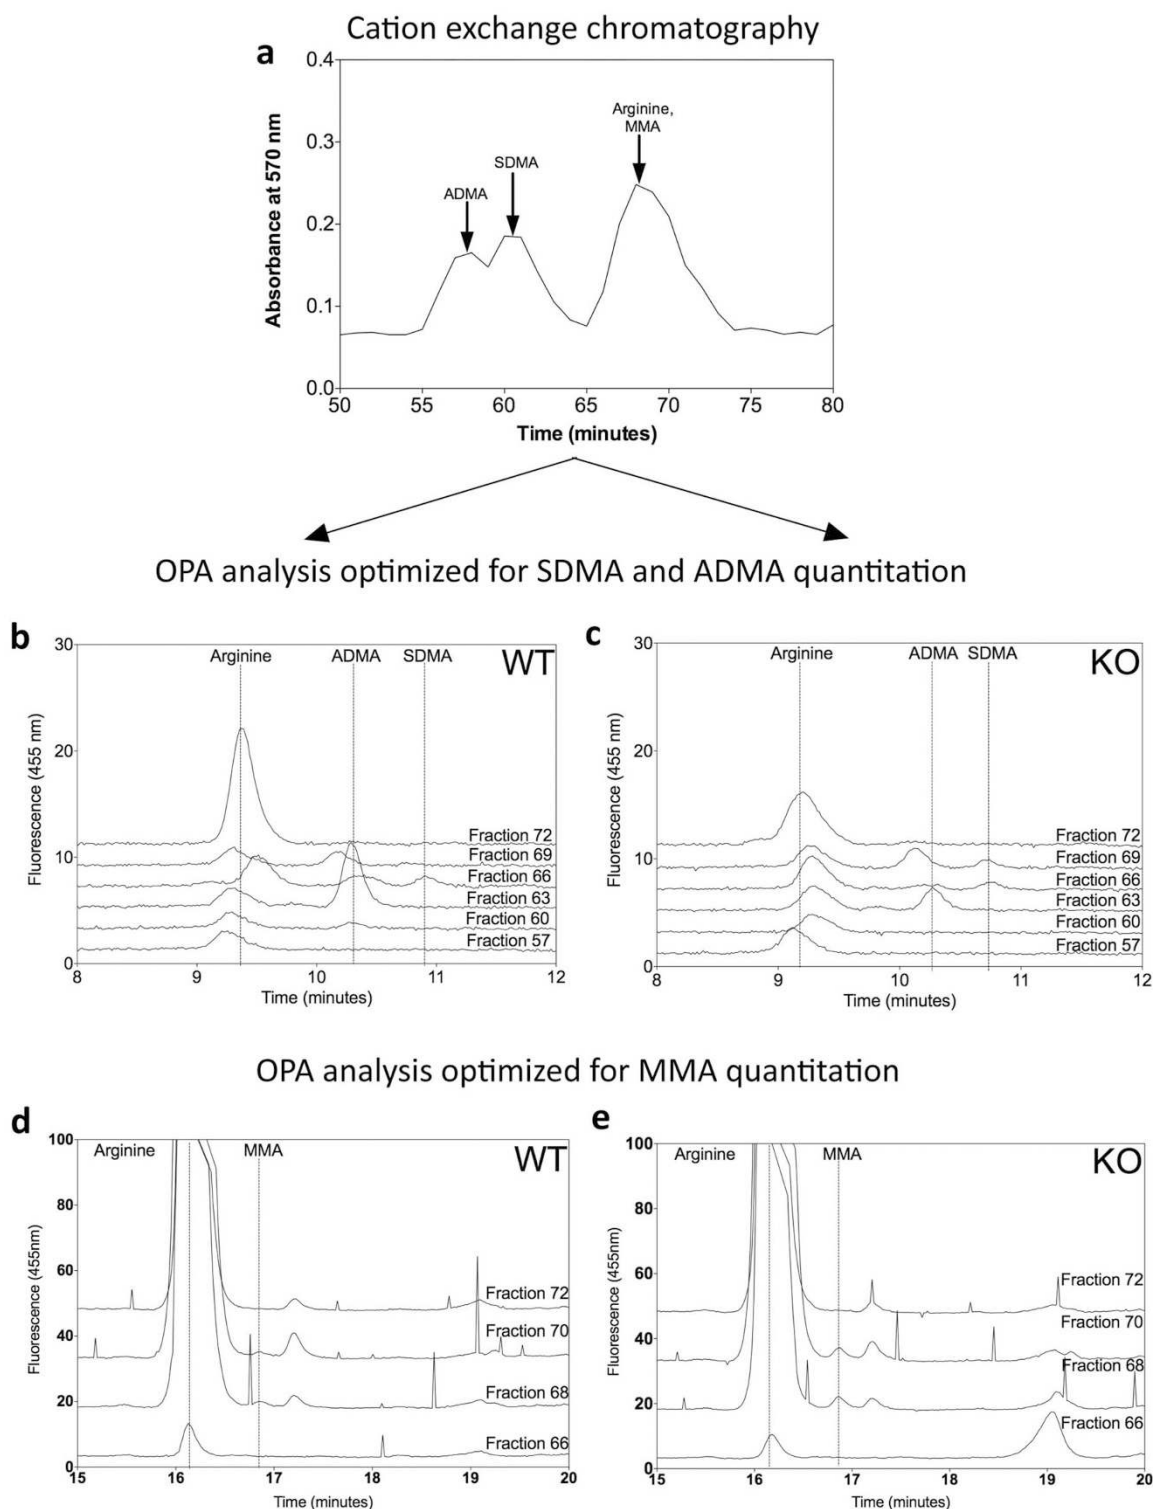 Cation exchange chromatography
a
0.4
0.3
0.2
0.1
0.0
Absorbance at 570 nm
ADMA
SDMA
Arginine,
MMA
50 55 60 65 70 75 80
Time (minutes)
OPA analysis optimized for SDMA and ADMA quantitation
b
30
20
10
0
Fluorescence (455 nm)
Arginine ADMA SDMA WT
Fraction 72
Fraction 69
Fraction 66
Fraction 63
Fraction 60
Fraction 57
8 9 10 11 12
Time (minutes)
c
30
20
10
0
Fluorescence (455 nm)
Arginine ADMA SDMA KO
Fraction 72
Fraction 69
Fraction 66
Fraction 63
Fraction 60
Fraction 57
8 9 10 11 12
Time (minutes)
OPA analysis optimized for MMA quantitation
d
100
80
60
40
20
0
Fluorescence (455nm)
Arginine MMA WT
Fraction 72
Fraction 70
Fraction 68
Fraction 66
15 16 17 18 19 20
Time (minutes)
e
100
80
60
40
20
0
Fluorescence (455nm)
Arginine MMA KO
Fraction 72
Fraction 70
Fraction 68
Fraction 66
15 16 17 18 19 20
Time (minutes)